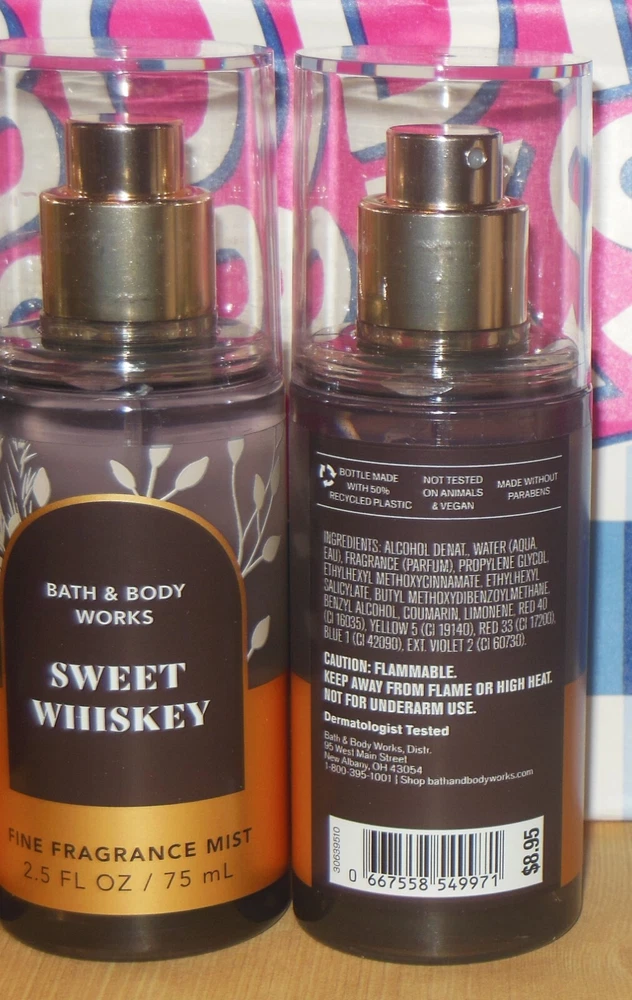 BATH & BODY
WORKS
SWEET
WHISKEY
FINE FRAGRANCE MIST
2.5 FL OZ / 75 mL
BOTTLE MADE
WITH 50%
RECYCLED PLASTIC
NOT TESTED
ON ANIMALS
& VEGAN
MADE WITHOUT
PARABENS
INGREDIENTS: ALCOHOL DENAT., WATER (AQUA,
EAU), FRAGRANCE (PARFUM), PROPYLENE GLYCOL,
ETHYLHEXYL METHOXYCINNAMATE, ETHYLHEXYL
SALICYLATE, BUTYL METHOXYDIBENZOYLMETHANE,
BENZYL ALCOHOL, COUMARIN, LIMONENE, RED 40
(CI 16035), YELLOW 5 (CI 19140), RED 33 (CI 17200),
BLUE 1 (CI 42090), EXT. VIOLET 2 (CI 60730).
CAUTION: FLAMMABLE.
KEEP AWAY FROM FLAME OR HIGH HEAT.
NOT FOR UNDERARM USE.
Dermatologist Tested
Bath & Body Works, Distr.
95 West Main Street
New Albany, OH 43054
1-800-395-1001 | Shop bathandbodyworks.com
30639510
0 667558 549971
$8.95